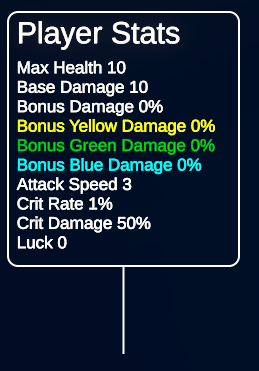 Player Stats
Max Health 10
Base Damage 10
Bonus Damage 0%
Bonus Yellow Damage 0%
Bonus Green Damage 0%
Bonus Blue Damage 0%
Attack Speed 3
Crit Rate 1%
Crit Damage 50%
Luck 0